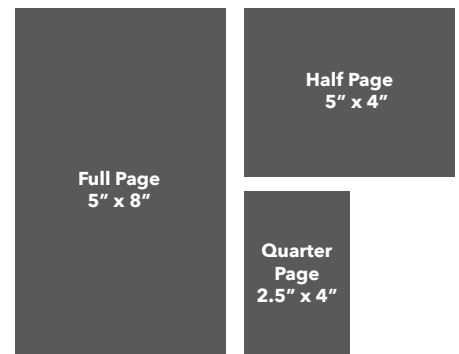 Full Page
5” x 8”
Half Page
5” x 4”
Quarter
Page
2.5” x 4”